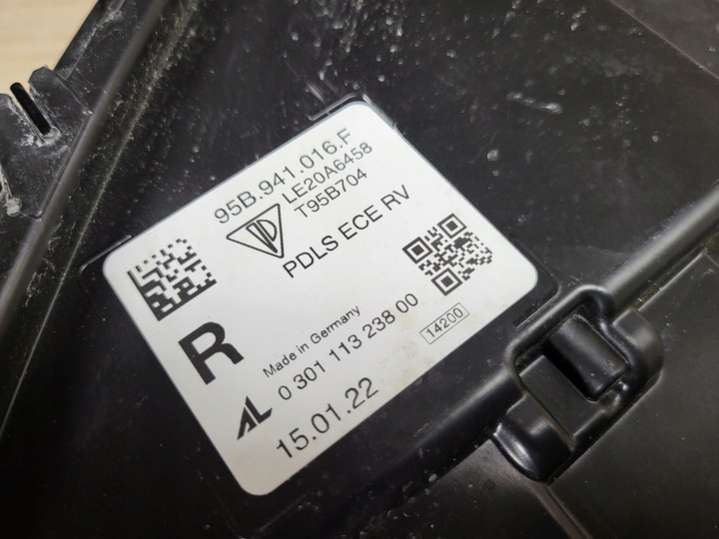 95B.941.016.F
LE20A6458
T95B704
PDLS ECE RV
R
Made in Germany
AL 0 301 113 238 00
14200
15.01.22